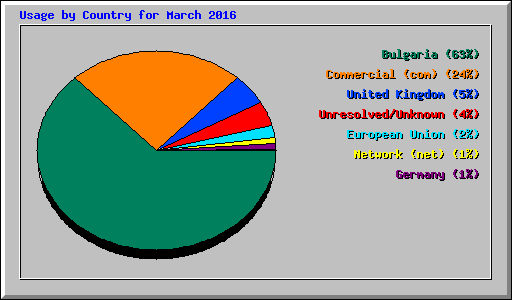 Usage by Country for March 2016
Bulgaria (63%)
Commercial (com) (24%)
United Kingdom (5%)
Unresolved/Unknown (4%)
European Union (2%)
Network (net) (1%)
Germany (1%)